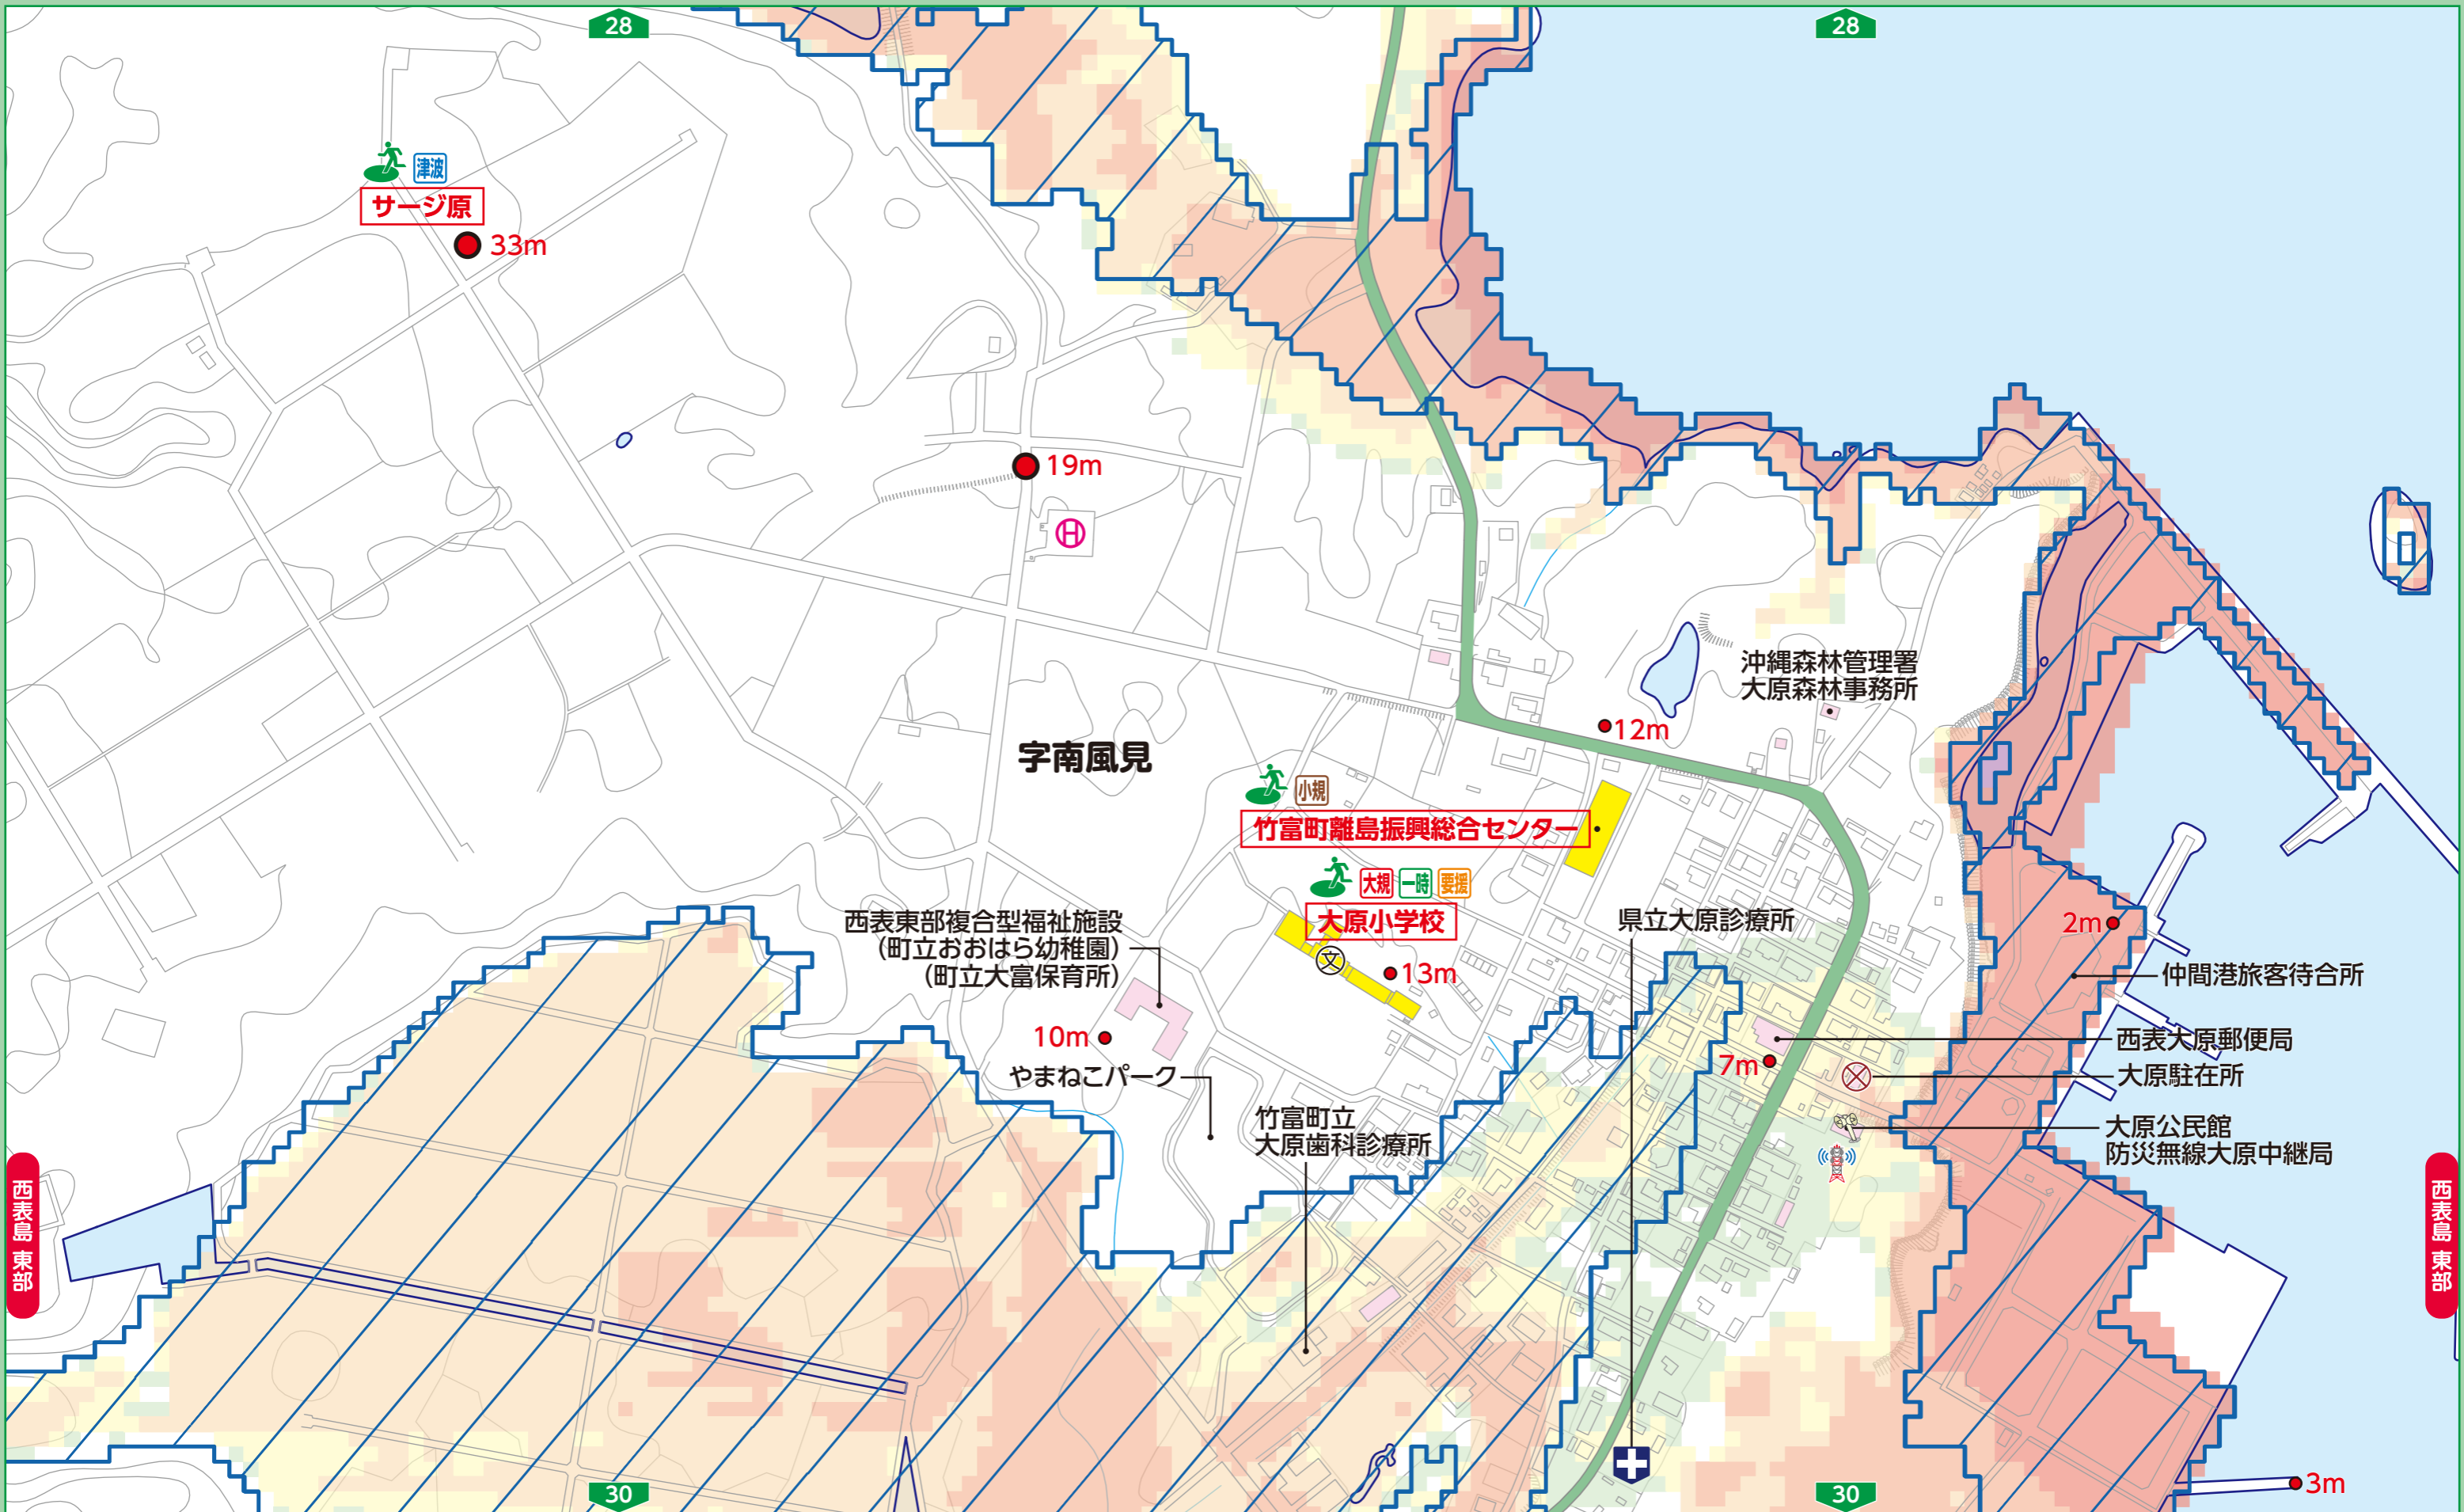 28
28
津波
サージ原
33m
19m
H
沖縄森林管理署
大原森林事務所
12m
字南風見
小規
竹富町離島振興総合センター
大規 一時 要援
大原小学校
文
13m
西表東部複合型福祉施設
（町立おおはら幼稚園）
（町立大富保育所）
県立大原診療所
2m
仲間港旅客待合所
10m
やまねこパーク
西表大原郵便局
7m
大原駐在所
竹富町立
大原歯科診療所
大原公民館
防災無線大原中継局
西表島 東部
西表島 東部
30
30
3m